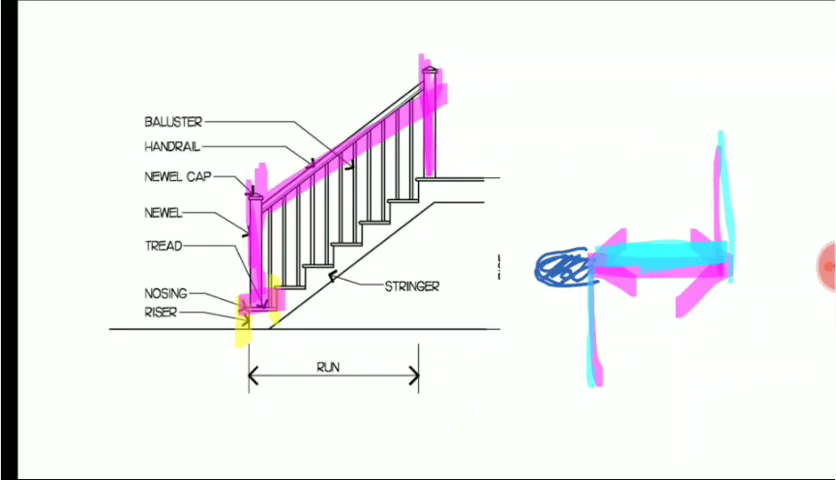 BALUSTER
HANDRAIL
NEWEL CAP
NEWEL
TREAD
NOSING
RISER
STRINGER
RUN